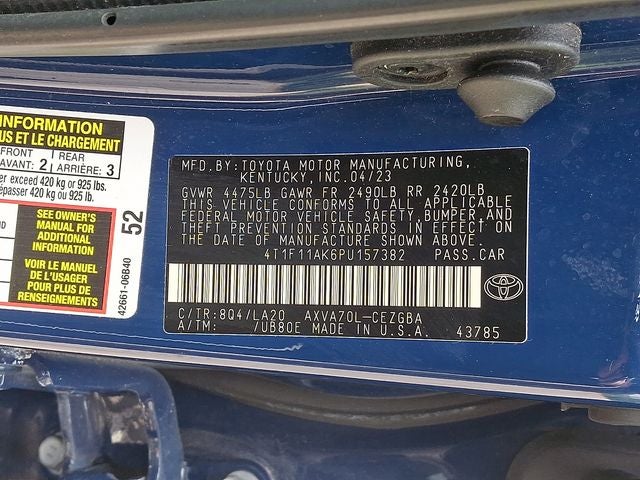 INFORMATION
US ET LE CHARGEMENT
FRONT
AVANT: 2
REAR
ARRIÈRE: 3
er exceed 420 kg or 925 lbs.
épasser 420 kg ou 925 lb.
SEE OWNER'S
MANUAL FOR
ADDITIONAL
INFORMATION
VOIR LE MANUEL
DE L'USAGER
POUR PLUS DE
RENSEIGNEMENTS
52
42661-06B40
MFD.BY:TOYOTA MOTOR MANUFACTURING,
KENTUCKY, INC.04/23
GVWR 4475LB GAWR FR 2490LB RR 2420LB
THIS VEHICLE CONFORMS TO ALL APPLICABLE
FEDERAL MOTOR VEHICLE SAFETY,BUMPER,AND
THEFT PREVENTION STANDARDS IN EFFECT ON
THE DATE OF MANUFACTURE SHOWN ABOVE.
4T1F11AK6PU157382 PASS.CAR
C/TR:8Q4/LA20 AXVA70L-CEZGBA
A/TM: /UB80E MADE IN U.S.A. 43785